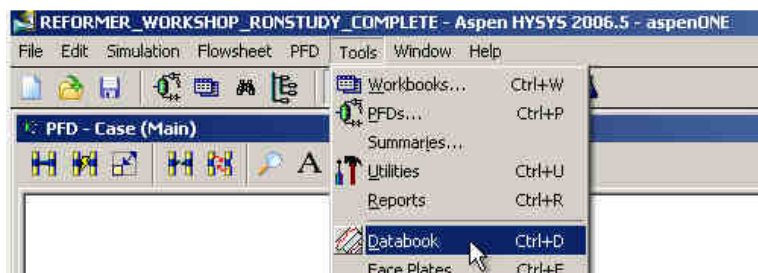 REFORMER_WORKSHOP_RONSTUDY_COMPLETE - Aspen HYSYS 2006.5 - aspenONE
File Edit Simulation Flowsheet PFD Tools Window Help
Workbooks... Ctrl+W
PFD - Case (Main)
PFDs... Ctrl+P
Summaries...
A
Utilities Ctrl+U
Reports Ctrl+R
Databook Ctrl+D
Face Plates Ctrl+F